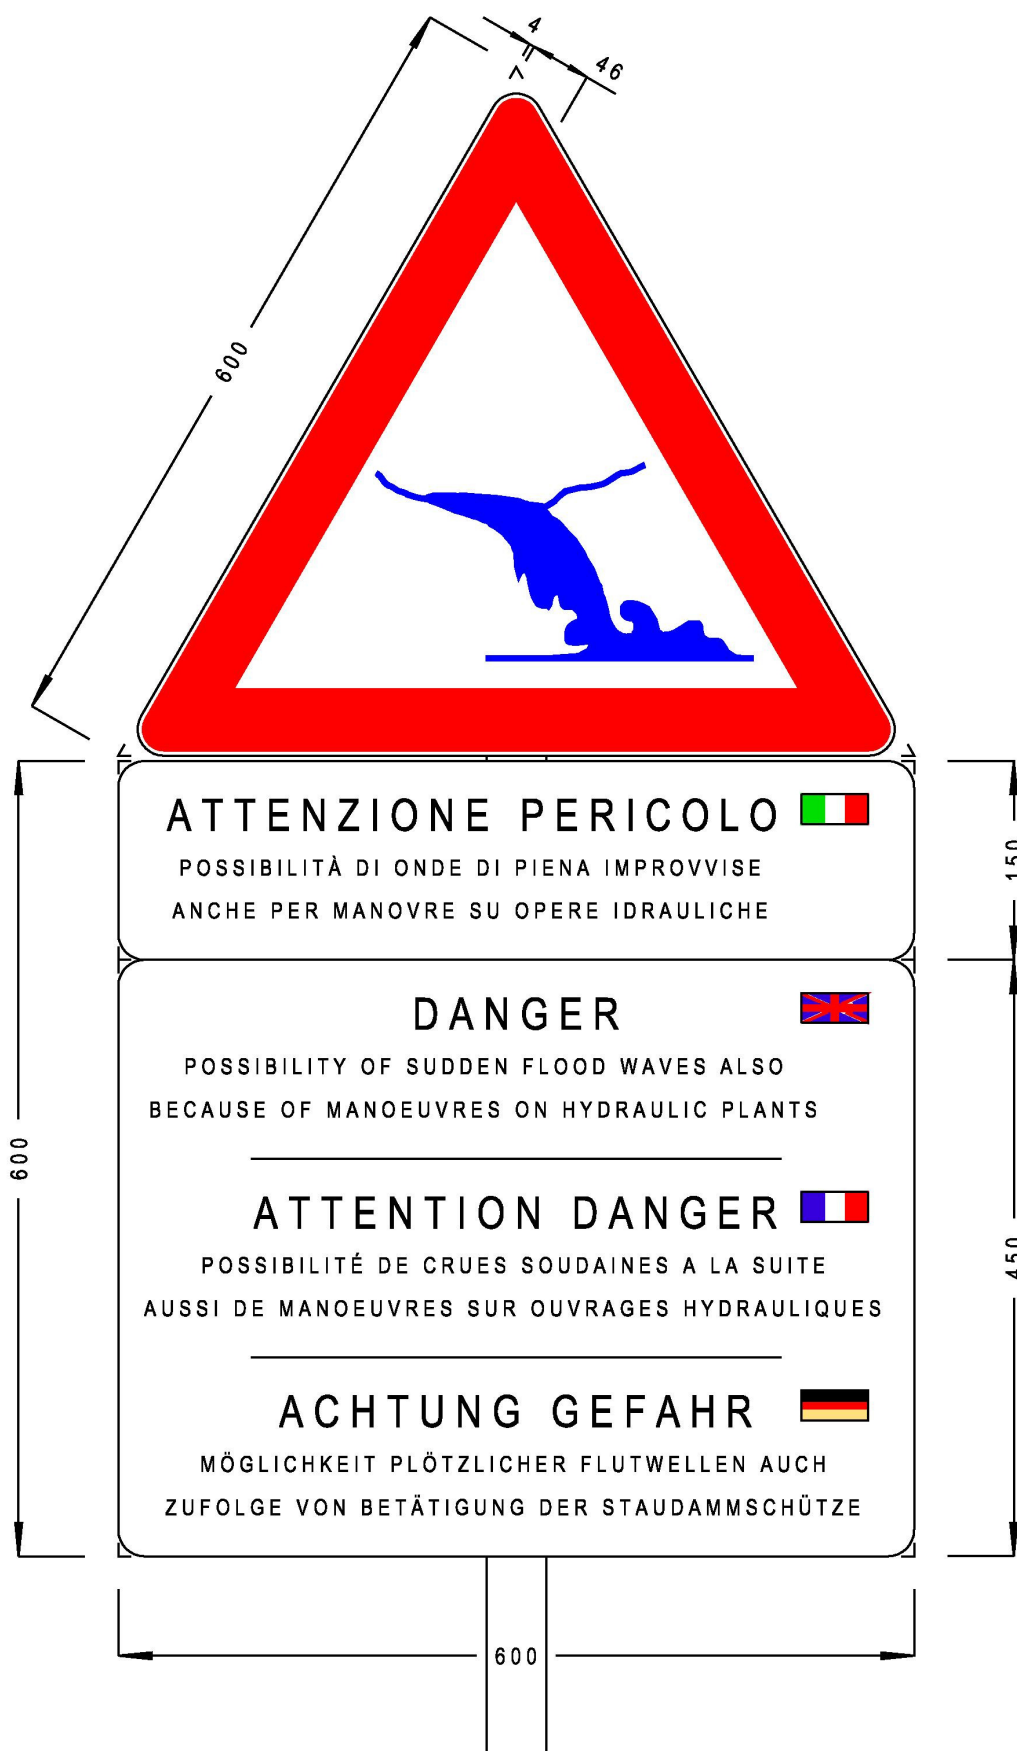 4
46
600
ATTENZIONE PERICOLO
POSSIBILITÀ DI ONDE DI PIENA IMPROVVISE
ANCHE PER MANOVRE SU OPERE IDRAULICHE
150
DANGER
POSSIBILITY OF SUDDEN FLOOD WAVES ALSO
BECAUSE OF MANOEUVRES ON HYDRAULIC PLANTS
600
ATTENTION DANGER
POSSIBILITÉ DE CRUES SOUDAINES A LA SUITE
AUSSI DE MANOEUVRES SUR OUVRAGES HYDRAULIQUES
450
ACHTUNG GEFAHR
MÖGLICHKEIT PLÖTZLICHER FLUTWELLEN AUCH
ZUFOLGE VON BETÄTIGUNG DER STAUDAMMSCHÜTZE
600